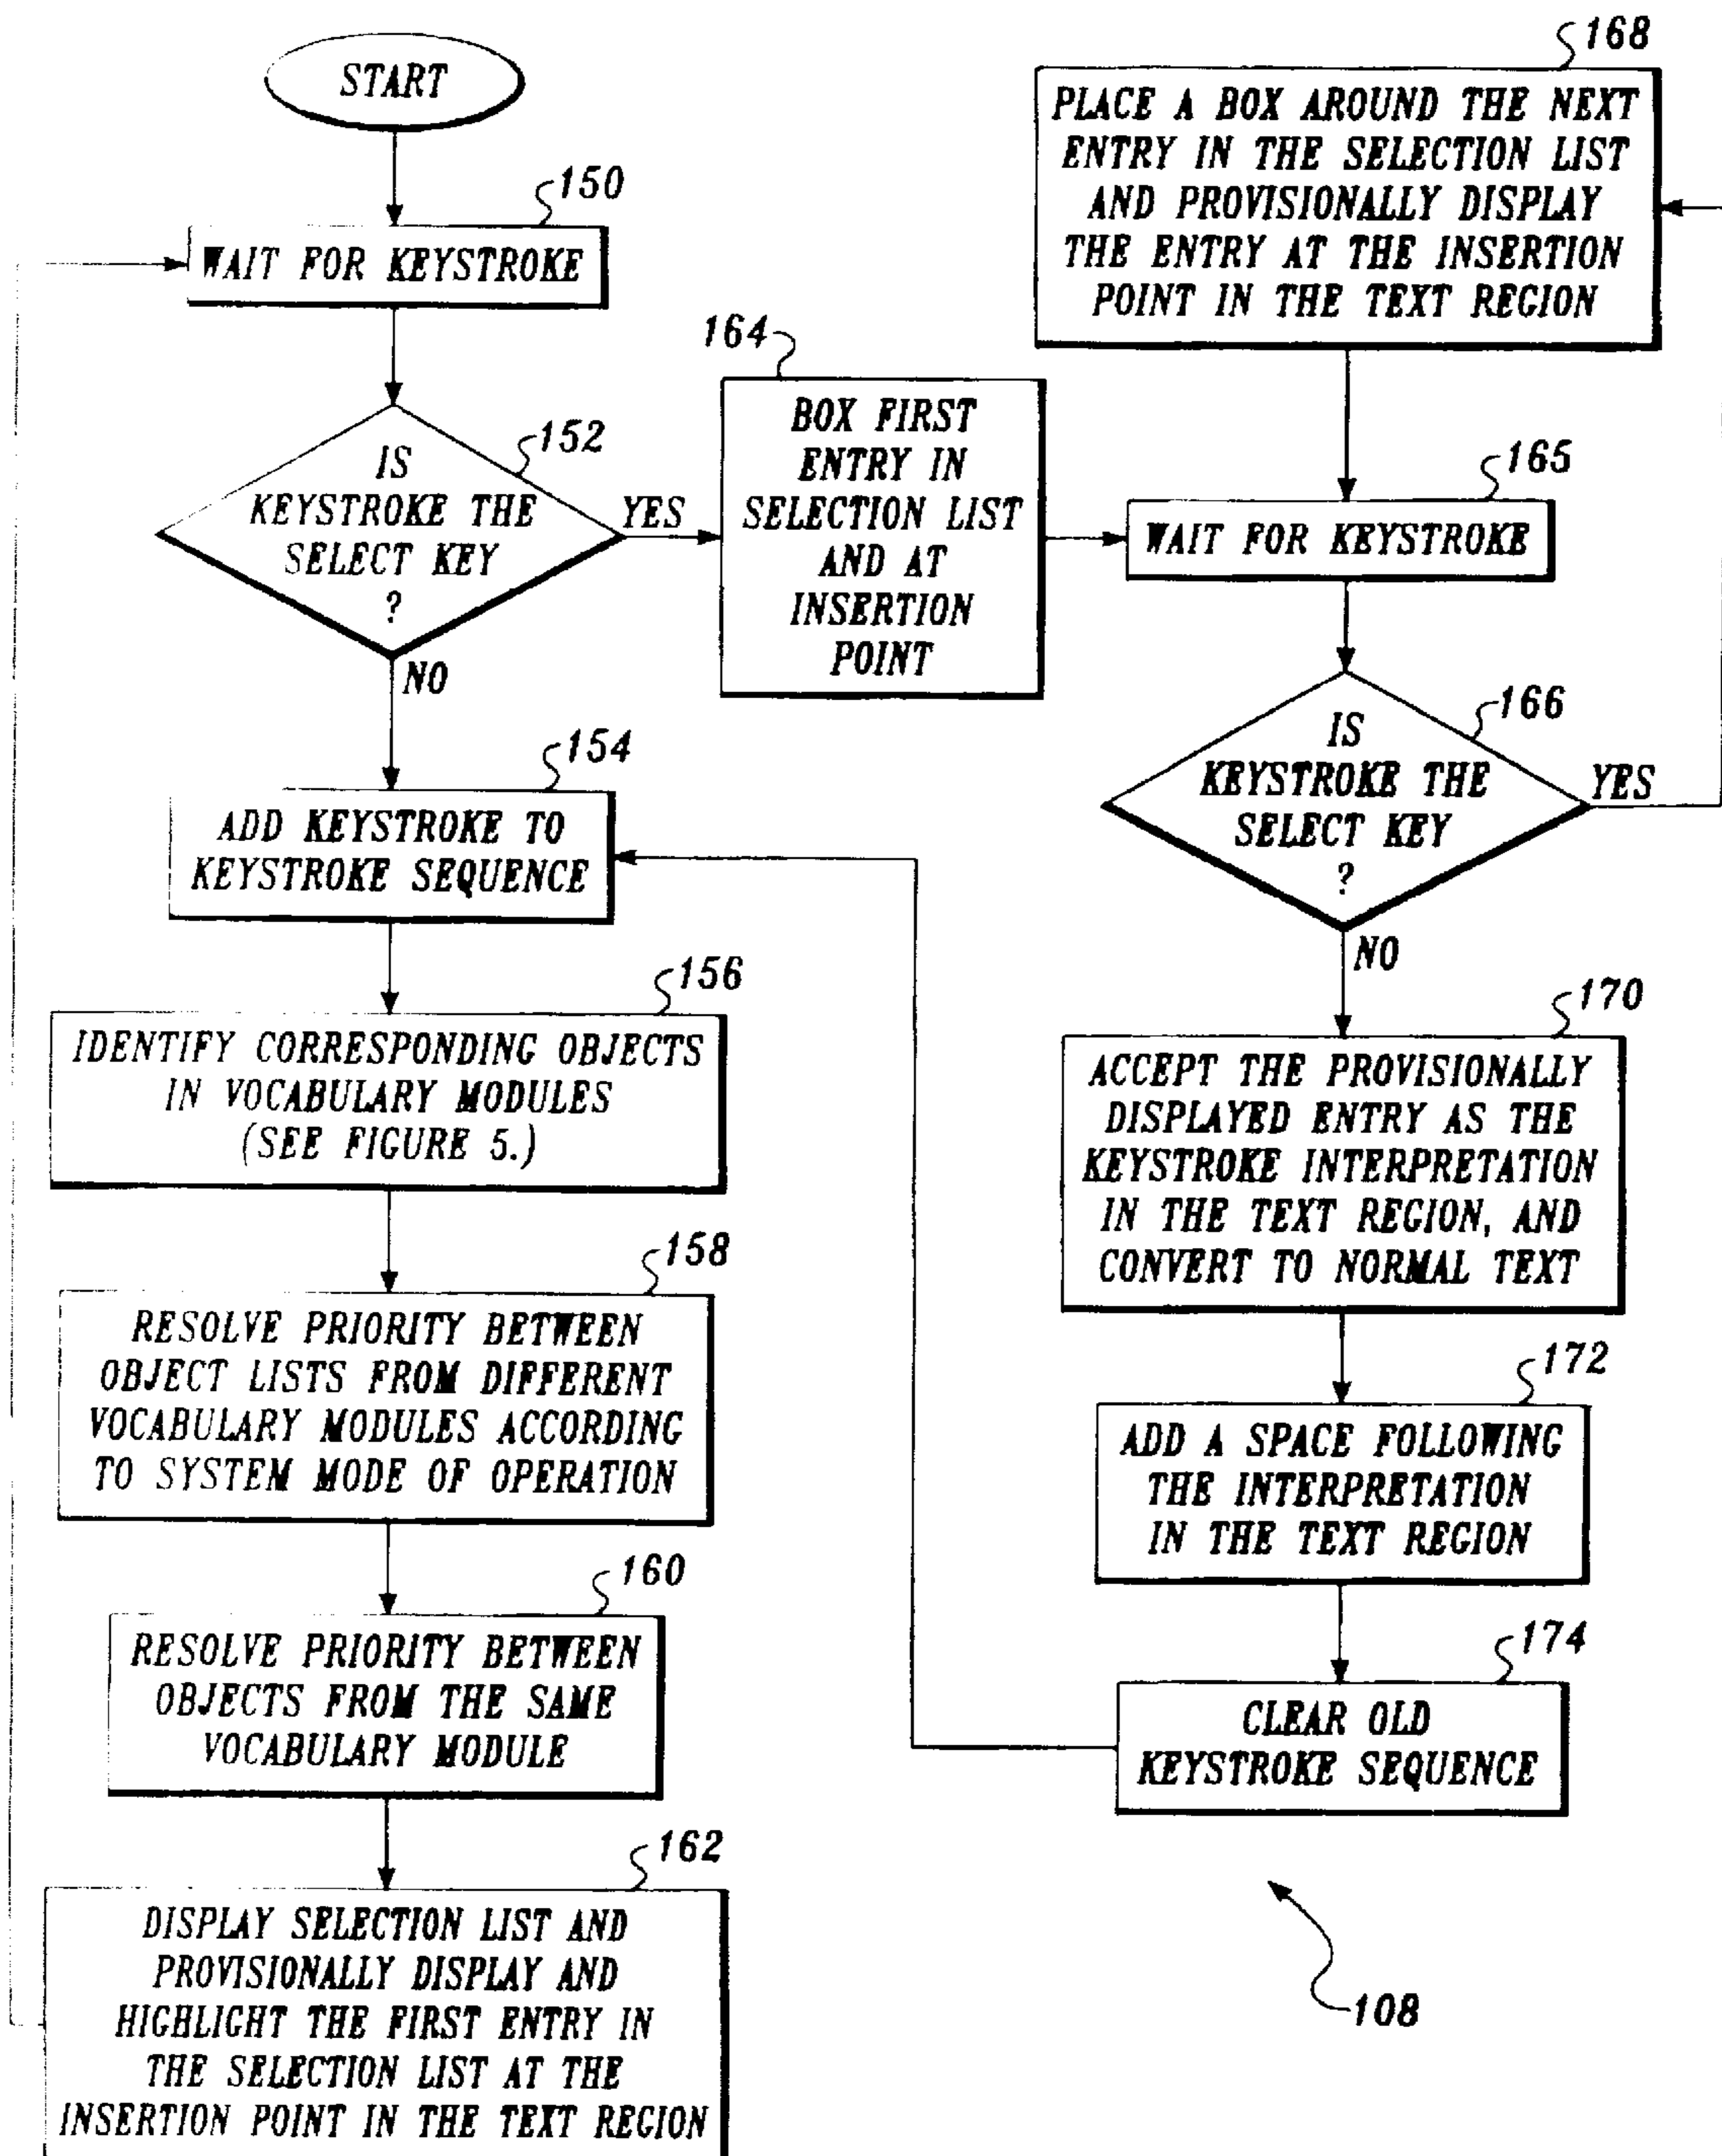 START
150
WAIT FOR KEYSTROKE
152
IS
KEYSTROKE THE
SELECT KEY
?
YES
NO
154
ADD KEYSTROKE TO
KEYSTROKE SEQUENCE
156
IDENTIFY CORRESPONDING OBJECTS
IN VOCABULARY MODULES
(SEE FIGURE 5.)
158
RESOLVE PRIORITY BETWEEN
OBJECT LISTS FROM DIFFERENT
VOCABULARY MODULES ACCORDING
TO SYSTEM MODE OF OPERATION
160
RESOLVE PRIORITY BETWEEN
OBJECTS FROM THE SAME
VOCABULARY MODULE
162
DISPLAY SELECTION LIST AND
PROVISIONALLY DISPLAY AND
HIGHLIGHT THE FIRST ENTRY IN
THE SELECTION LIST AT THE
INSERTION POINT IN THE TEXT REGION
164
BOX FIRST
ENTRY IN
SELECTION LIST
AND AT
INSERTION
POINT
168
PLACE A BOX AROUND THE NEXT
ENTRY IN THE SELECTION LIST
AND PROVISIONALLY DISPLAY
THE ENTRY AT THE INSERTION
POINT IN THE TEXT REGION
165
WAIT FOR KEYSTROKE
166
IS
KEYSTROKE THE
SELECT KEY
?
YES
NO
170
ACCEPT THE PROVISIONALLY
DISPLAYED ENTRY AS THE
KEYSTROKE INTERPRETATION
IN THE TEXT REGION, AND
CONVERT TO NORMAL TEXT
172
ADD A SPACE FOLLOWING
THE INTERPRETATION
IN THE TEXT REGION
174
CLEAR OLD
KEYSTROKE SEQUENCE
108